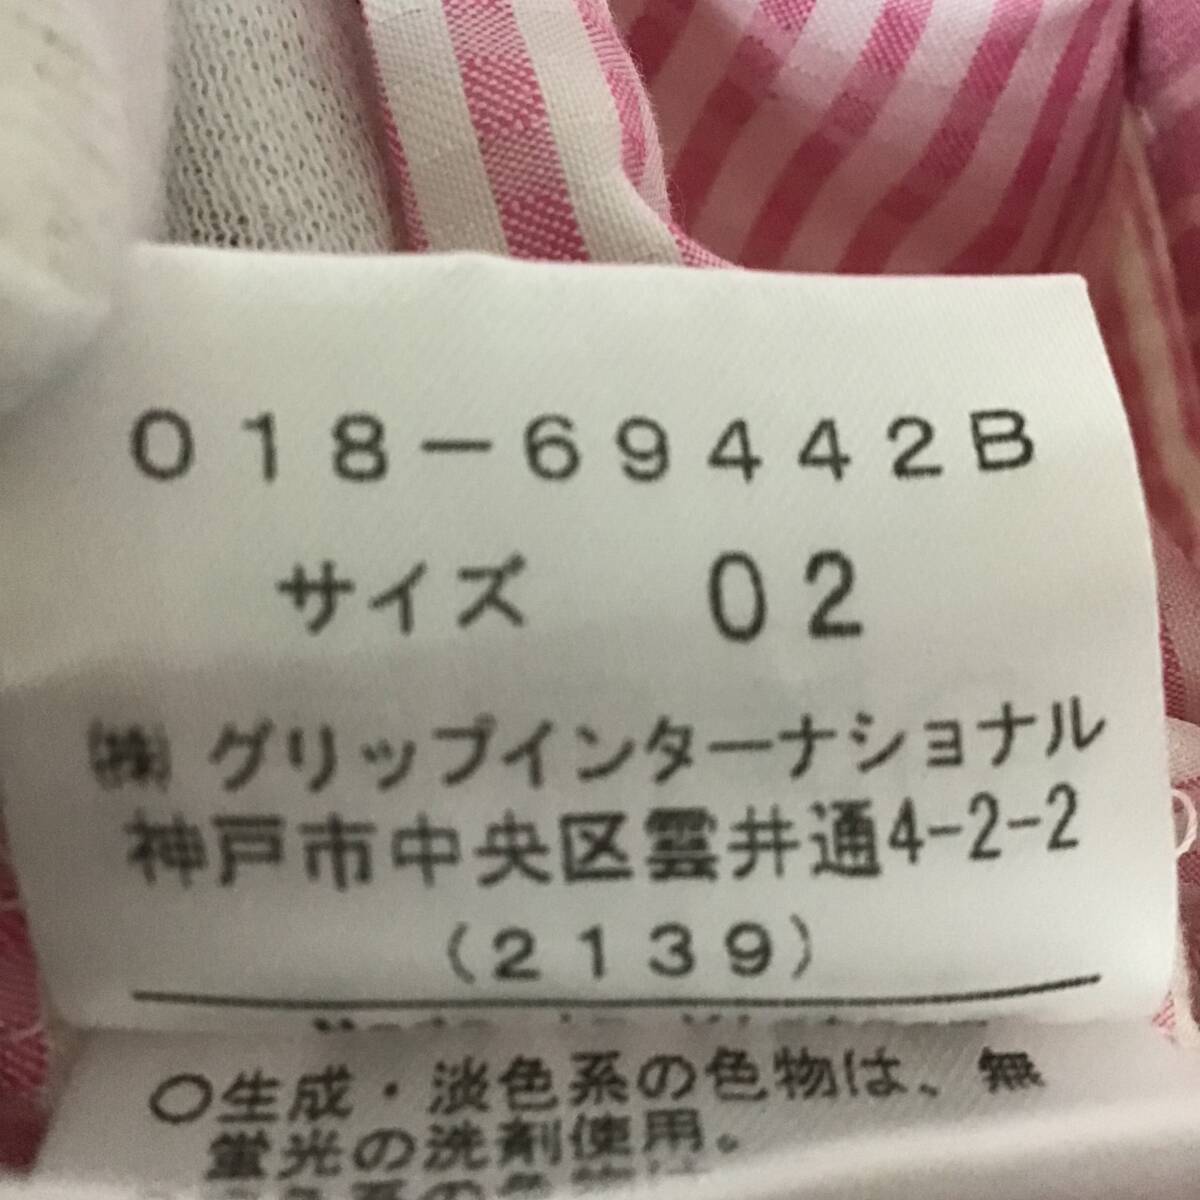 018-69442B
サイズ 02
㈱グリップインターナショナル
神戸市中央区雲井通4-2-2
(2139)
○生成・淡色系の色物は、無
蛍光の洗剤使用。